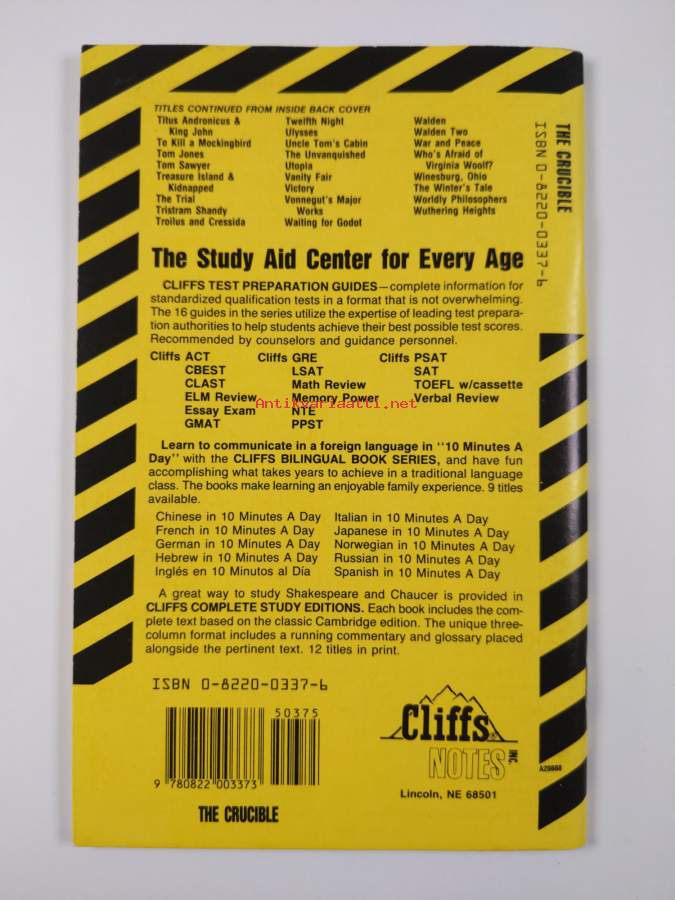 TITLES CONTINUED FROM INSIDE BACK COVER
Titus Andronicus &
King John
To Kill a Mockingbird
Tom Jones
Tom Sawyer
Treasure Island &
Kidnapped
The Trial
Tristram Shandy
Troilus and Cressida
Twelfth Night
Ulysses
Uncle Tom's Cabin
The Unvanquished
Utopia
Vanity Fair
Victory
Vonnegut's Major
Works
Waiting for Godot
Walden
Walden Two
War and Peace
Who's Afraid of
Virginia Woolf?
Winesburg, Ohio
The Winter's Tale
Worldly Philosophers
Wuthering Heights
The Study Aid Center for Every Age
CLIFFS TEST PREPARATION GUIDES—complete information for
standardized qualification tests in a format that is not overwhelming.
The 16 guides in the series utilize the expertise of leading test prepara-
tion authorities to help students achieve their best possible test scores.
Recommended by counselors and guidance personnel.
Cliffs ACT
CBEST
CLAST
ELM Review
Essay Exam
GMAT
Cliffs GRE
LSAT
Math Review
Memory Power
NTE
PPST
Cliffs PSAT
SAT
TOEFL w/cassette
Verbal Review
Antikvariaatti.net
Learn to communicate in a foreign language in "10 Minutes A
Day" with the CLIFFS BILINGUAL BOOK SERIES, and have fun
accomplishing what takes years to achieve in a traditional language
class. The books make learning an enjoyable family experience. 9 titles
available.
Chinese in 10 Minutes A Day
French in 10 Minutes A Day
German in 10 Minutes A Day
Hebrew in 10 Minutes A Day
Inglés en 10 Minutos al Día
Italian in 10 Minutes A Day
Japanese in 10 Minutes A Day
Norwegian in 10 Minutes A Day
Russian in 10 Minutes A Day
Spanish in 10 Minutes A Day
A great way to study Shakespeare and Chaucer is provided in
CLIFFS COMPLETE STUDY EDITIONS. Each book includes the com-
plete text based on the classic Cambridge edition. The unique three-
column format includes a running commentary and glossary placed
alongside the pertinent text. 12 titles in print.
ISBN 0-8220-0337-6
50375
9 780822 003373
THE CRUCIBLE
Cliffs®
NOTES INC.
Lincoln, NE 68501
THE CRUCIBLE
ISBN 0-8220-0337-6